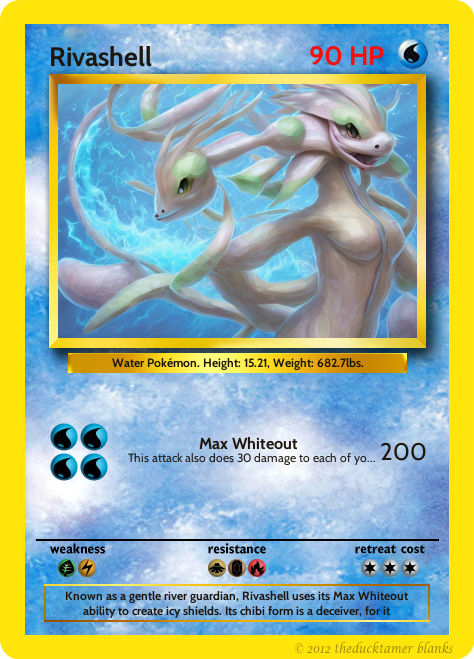 Rivashell
90 HP
Water Pokémon. Height: 15.21, Weight: 682.7lbs.
Max Whiteout
This attack also does 30 damage to each of yo...
200
weakness
resistance
retreat cost
Known as a gentle river guardian, Rivashell uses its Max Whiteout
ability to create icy shields. Its chibi form is a deceiver, for it
© 2012 theducktamer blanks